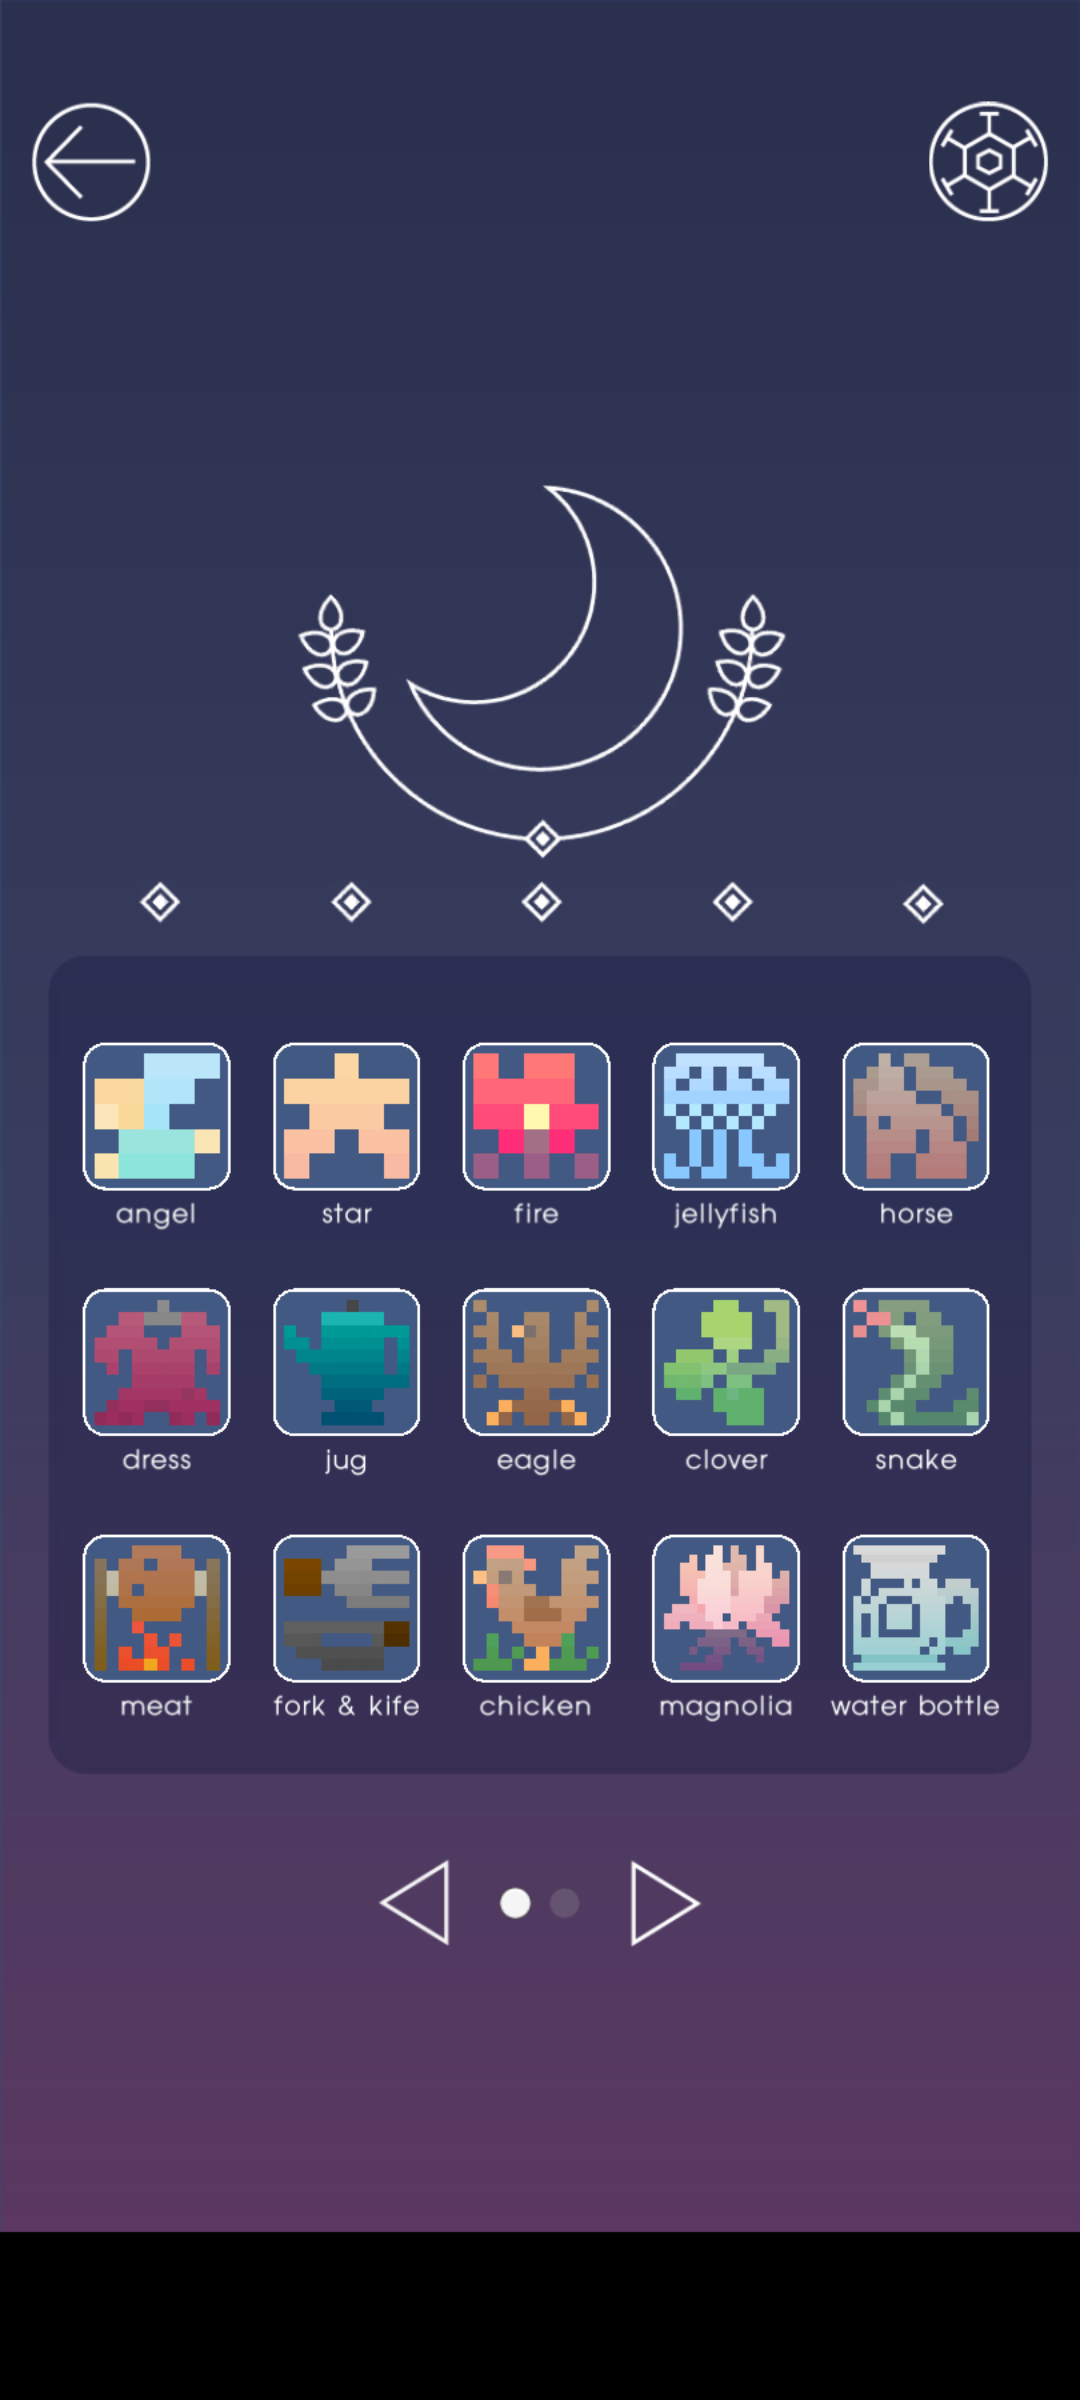 angel star fire jellyfish horse
dress jug eagle clover snake
meat fork & kife chicken magnolia water bottle